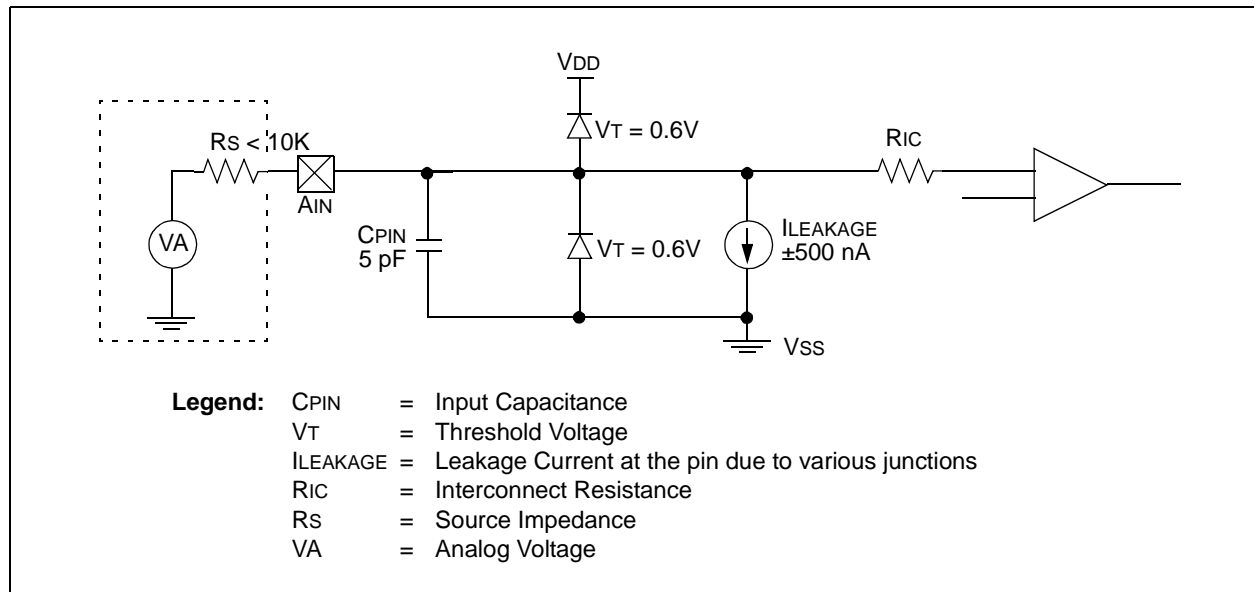 VDD
VT = 0.6V
RS < 10K
RIC
AIN
VA
CPIN
5 pF
VT = 0.6V
ILEAKAGE
±500 nA
VSS
Legend: CPIN = Input Capacitance
VT = Threshold Voltage
ILEAKAGE = Leakage Current at the pin due to various junctions
RIC = Interconnect Resistance
RS = Source Impedance
VA = Analog Voltage